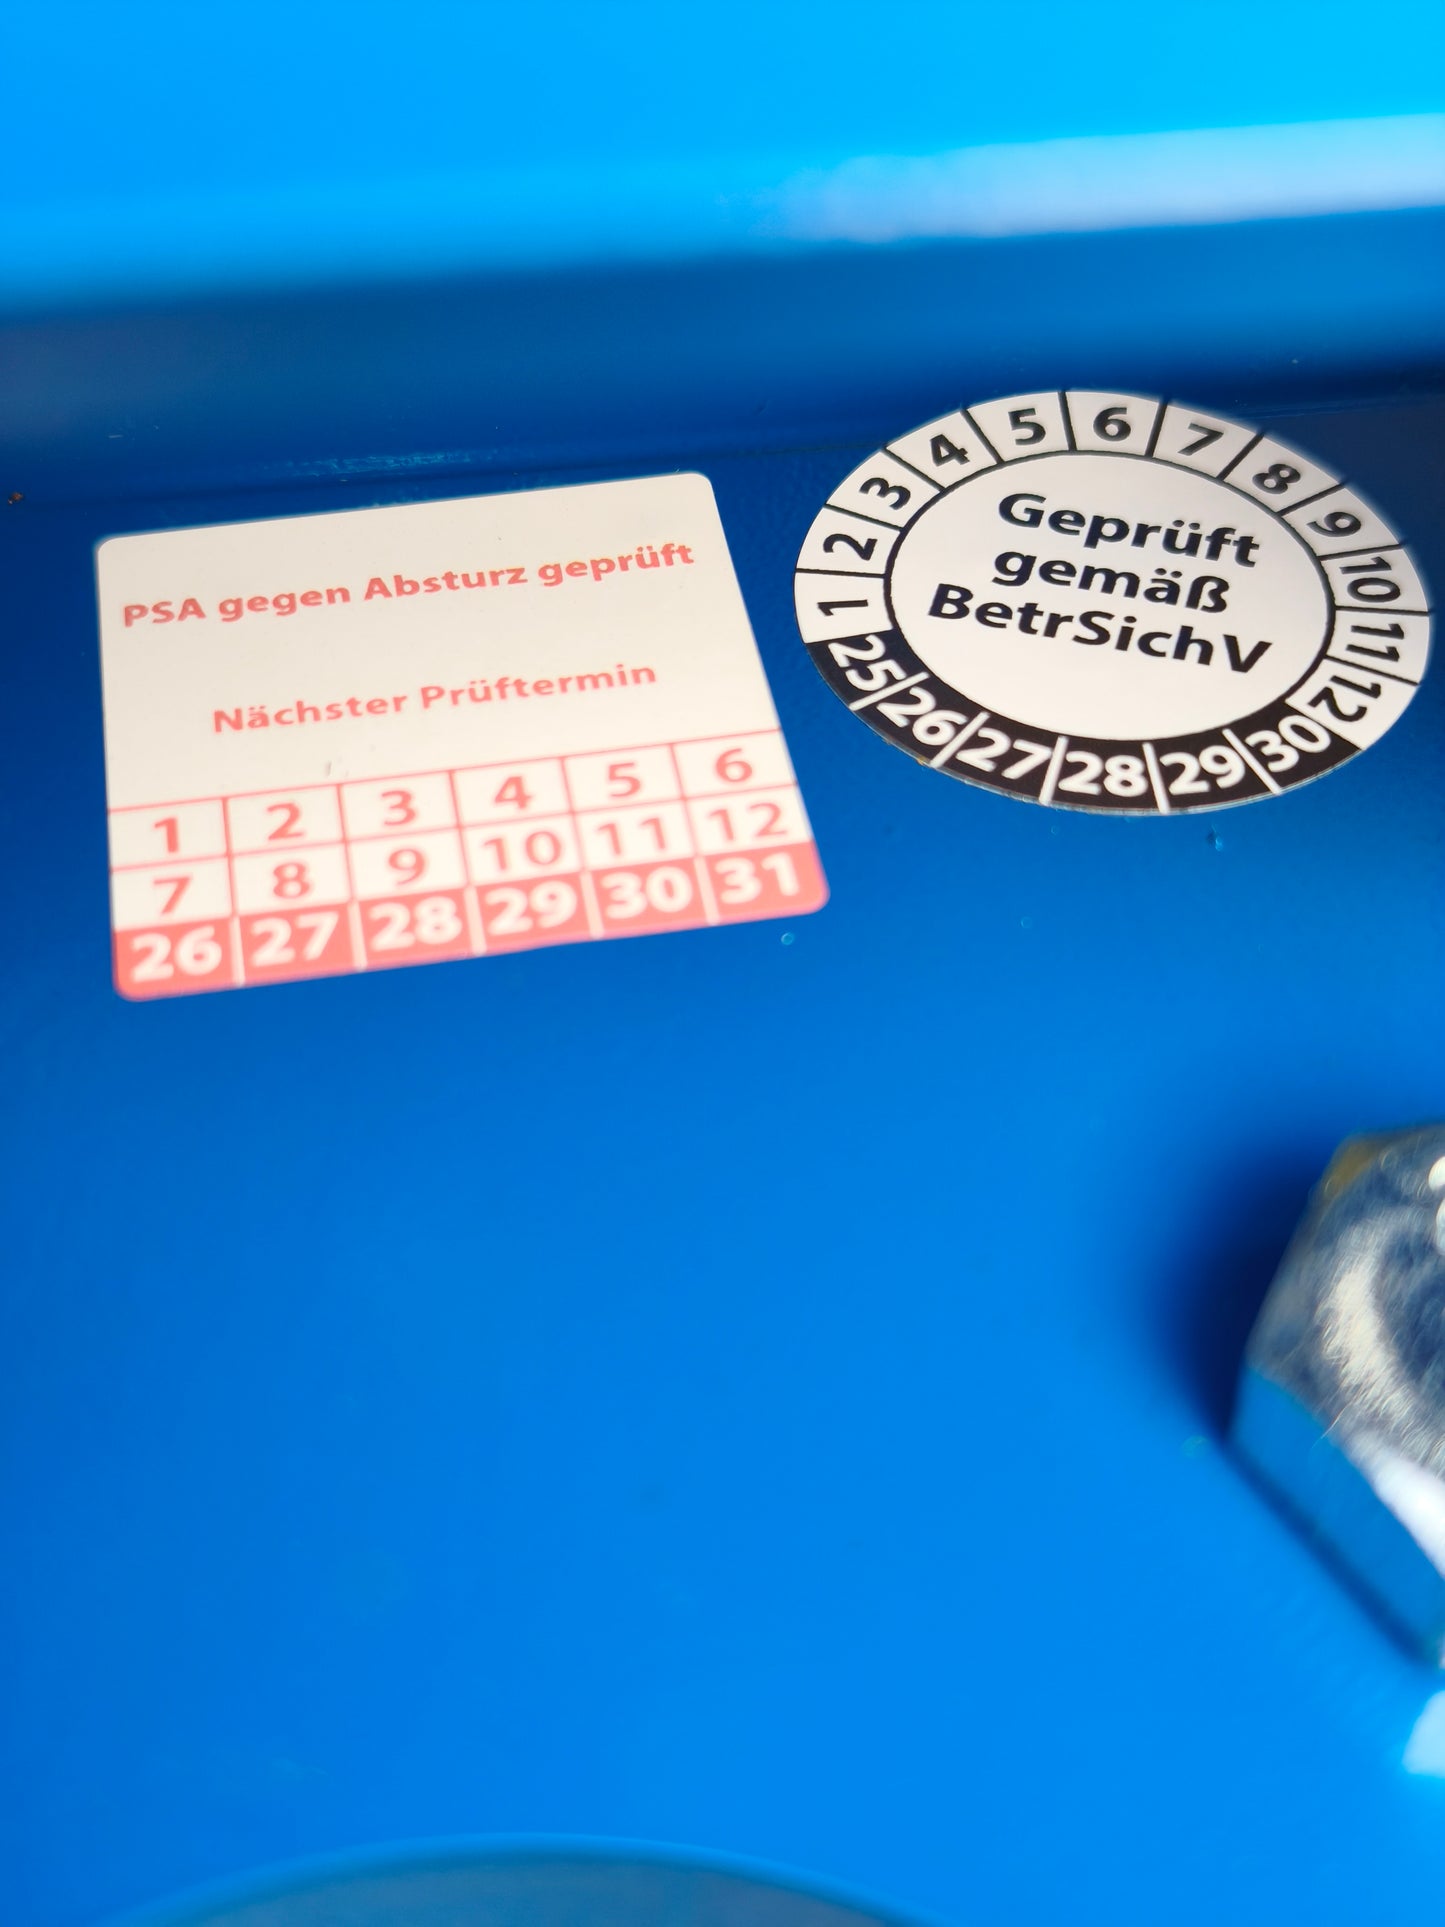 PSA gegen Absturz geprüft
Nächster Prüftermin
1 2 3 4 5 6
7 8 9 10 11 12
26 27 28 29 30 31
1 2 3 4 5 6 7 8 9 10 11 12
Geprüft
gemäß
BetrSichV
25 26 27 28 29 30